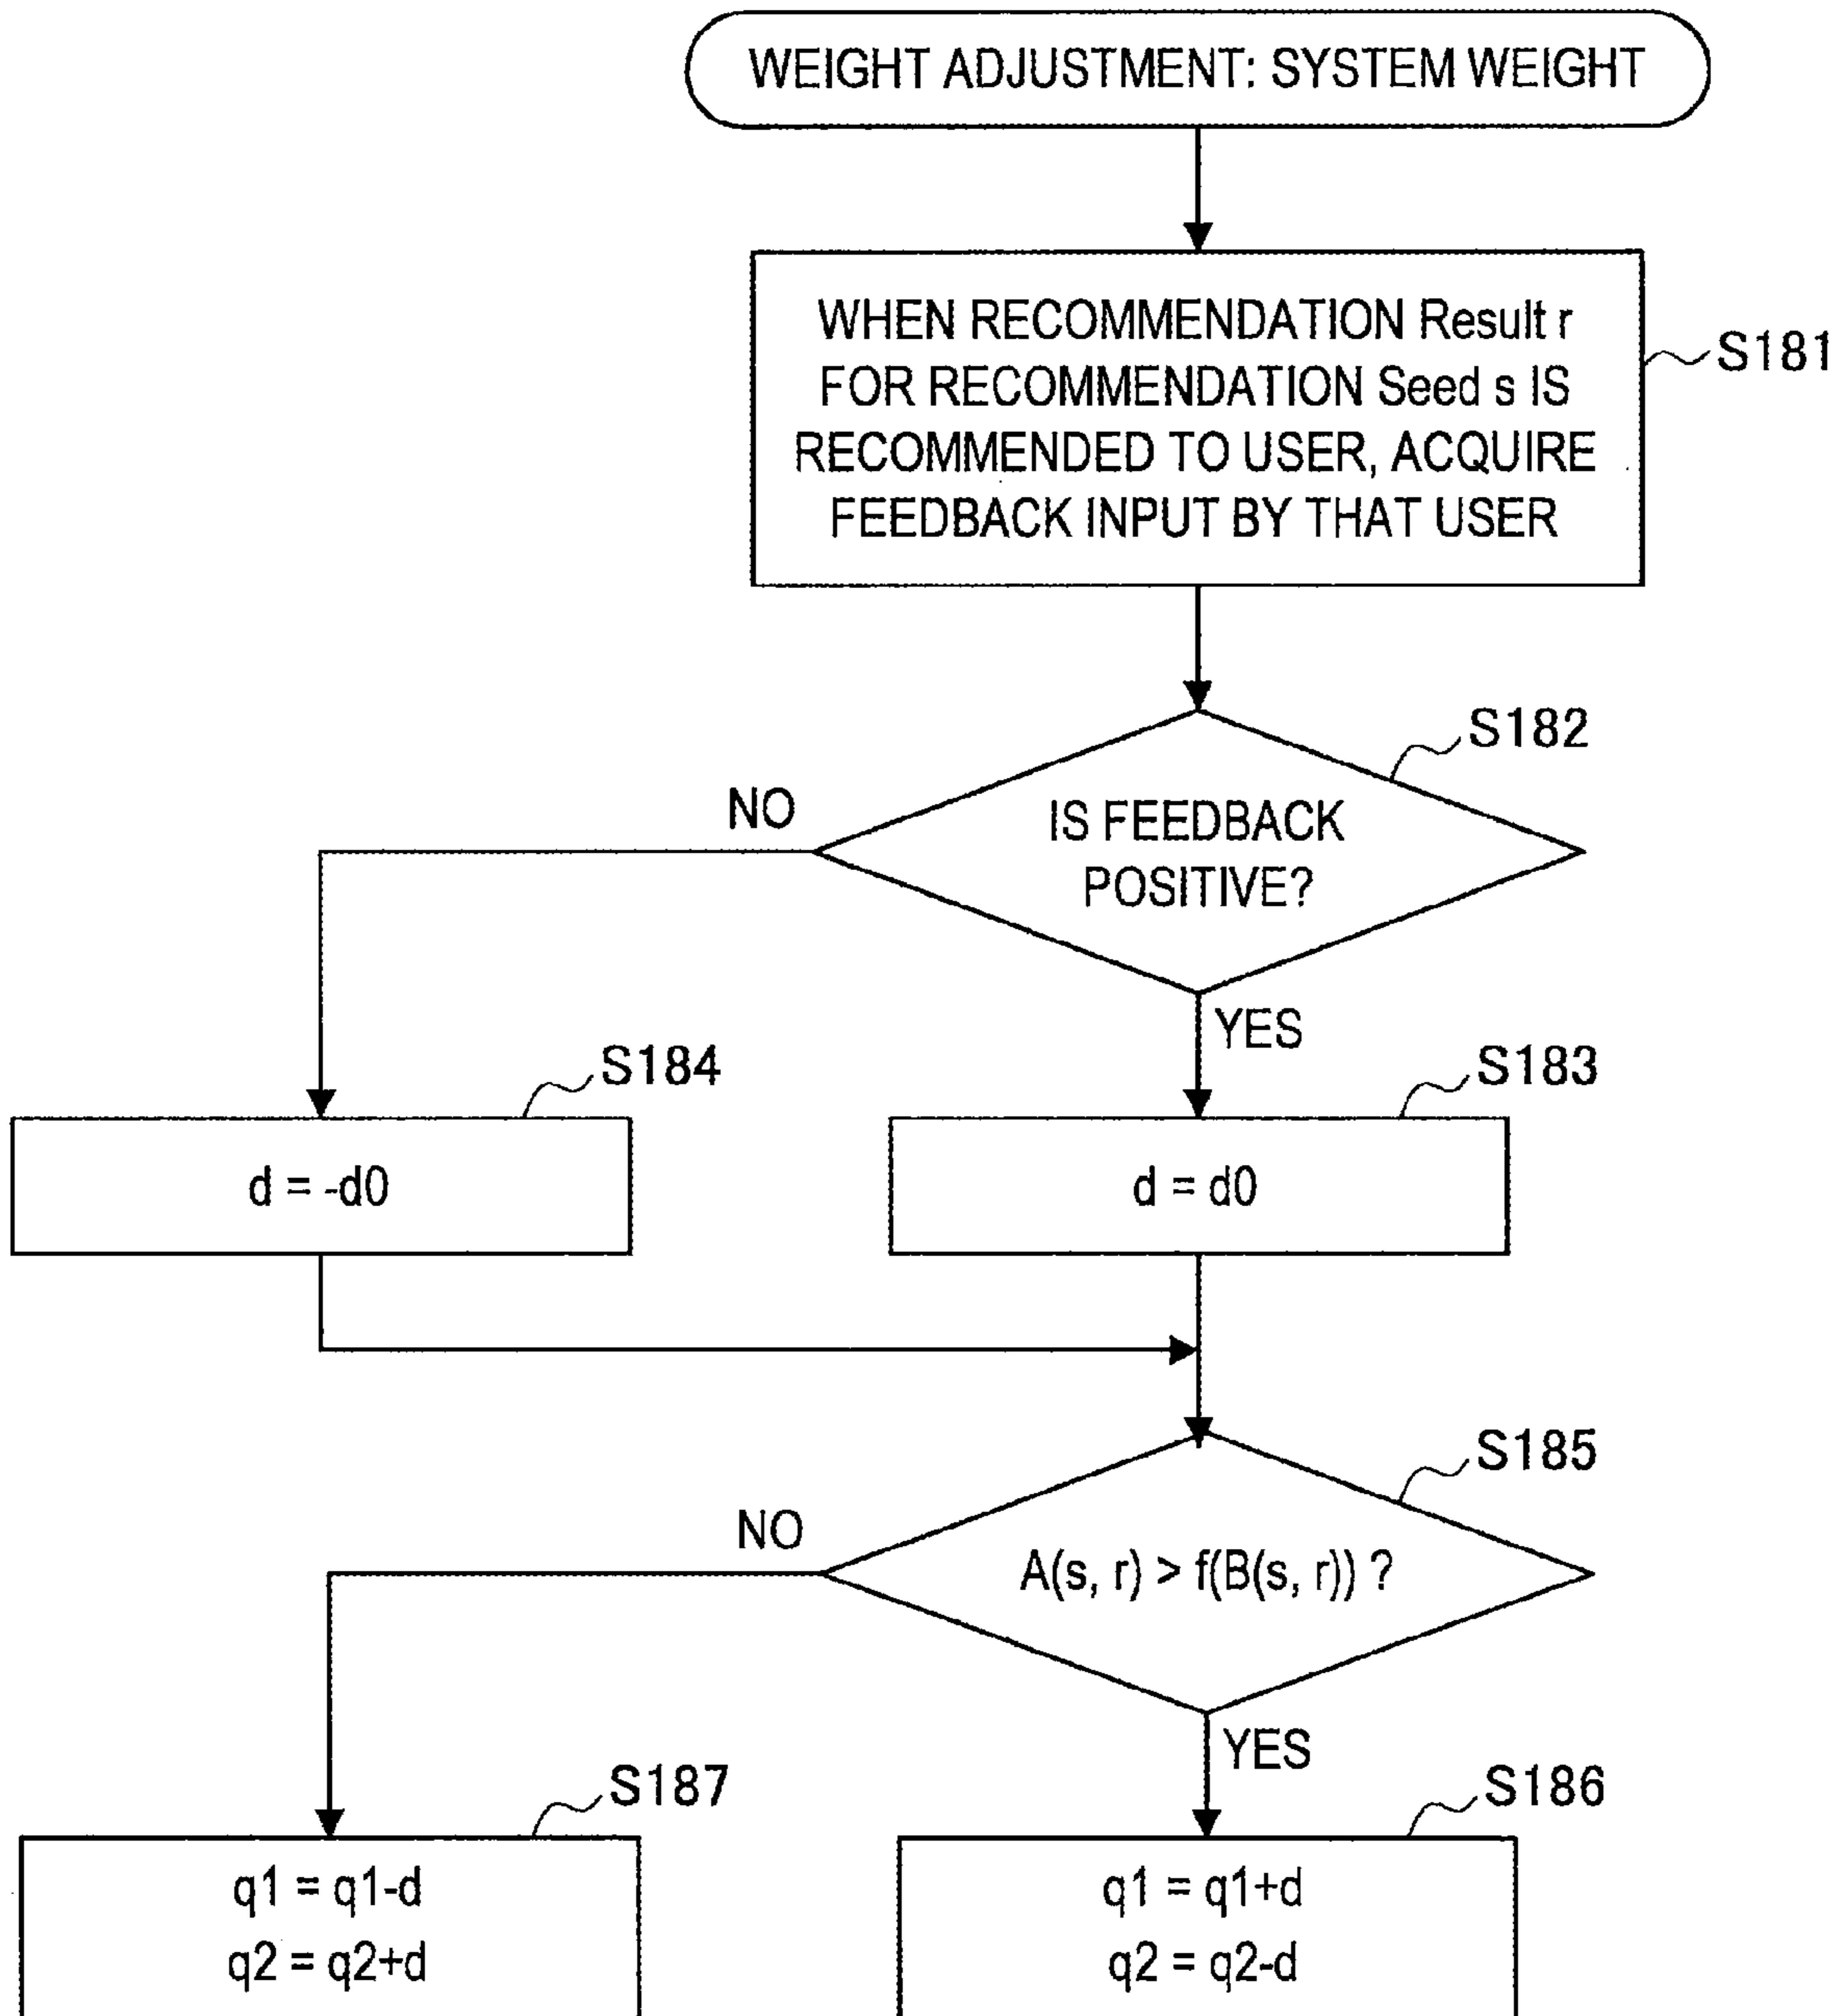 WEIGHT ADJUSTMENT: SYSTEM WEIGHT
WHEN RECOMMENDATION Result r
FOR RECOMMENDATION Seed s IS
RECOMMENDED TO USER, ACQUIRE
FEEDBACK INPUT BY THAT USER
S181
S182
NO
IS FEEDBACK
POSITIVE?
YES
S184
S183
d = -d0
d = d0
S185
NO
A(s, r) > f(B(s, r)) ?
YES
S187
S186
q1 = q1-d
q2 = q2+d
q1 = q1+d
q2 = q2-d